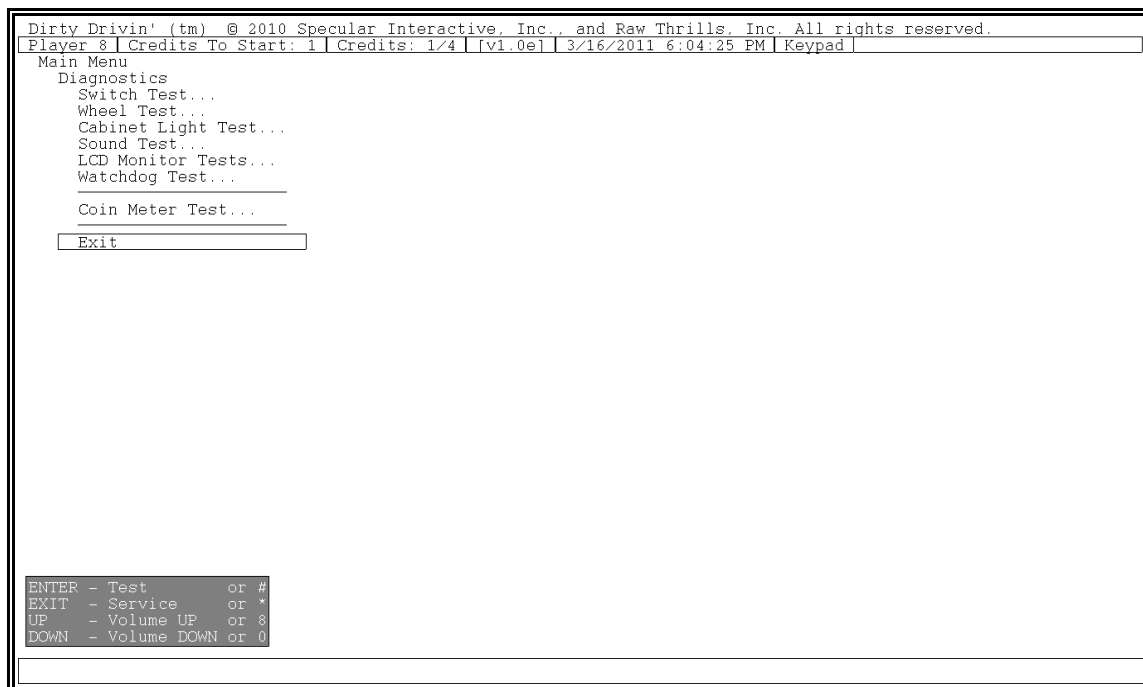 Dirty Drivin' (tm) © 2010 Specular Interactive, Inc., and Raw Thrills, Inc. All rights reserved.
Player 8 | Credits To Start: 1 | Credits: 1/4 | [v1.0e] | 3/16/2011 6:04:25 PM | Keypad |
Main Menu
Diagnostics
Switch Test...
Wheel Test...
Cabinet Light Test...
Sound Test...
LCD Monitor Tests...
Watchdog Test...
Coin Meter Test...
Exit
ENTER - Test or #
EXIT - Service or *
UP - Volume UP or 8
DOWN - Volume DOWN or 0